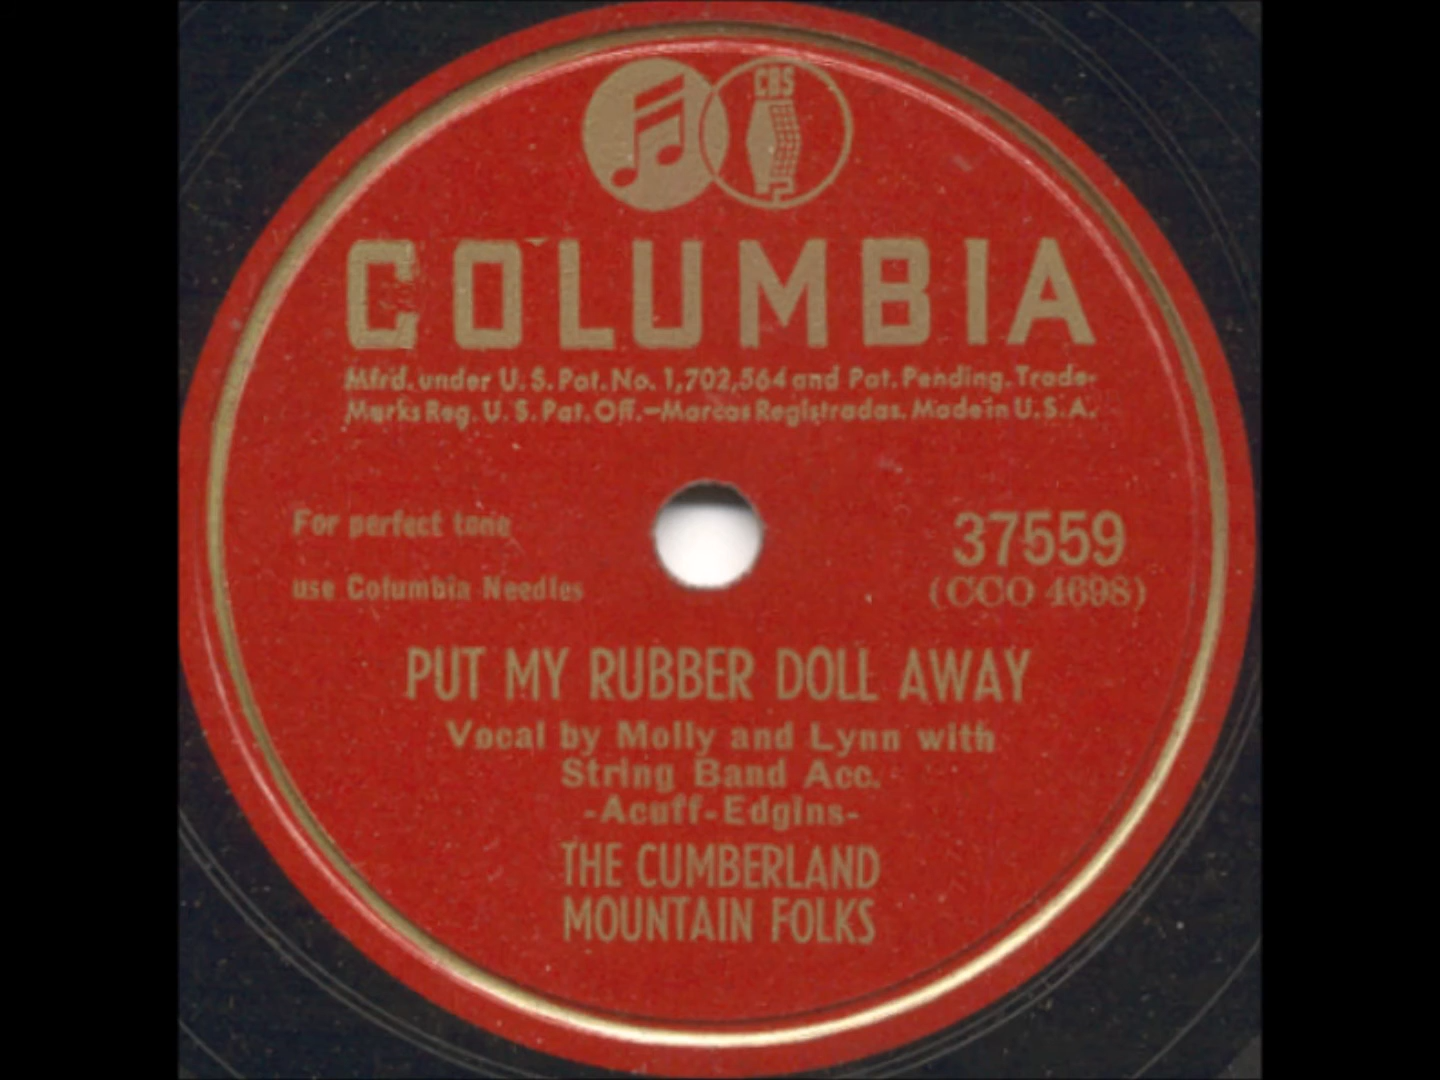 CBS
COLUMBIA
Mfrd. under U. S. Pat. No. 1,702,564 and Pat. Pending. Trade-
Marks Reg. U. S. Pat. Off.—Marcas Registradas. Made in U. S. A.
For perfect tone
37559
use Columbia Needles
(CCO 4698)
PUT MY RUBBER DOLL AWAY
Vocal by Molly and Lynn with
String Band Acc.
-Acuff-Edgins-
THE CUMBERLAND
MOUNTAIN FOLKS